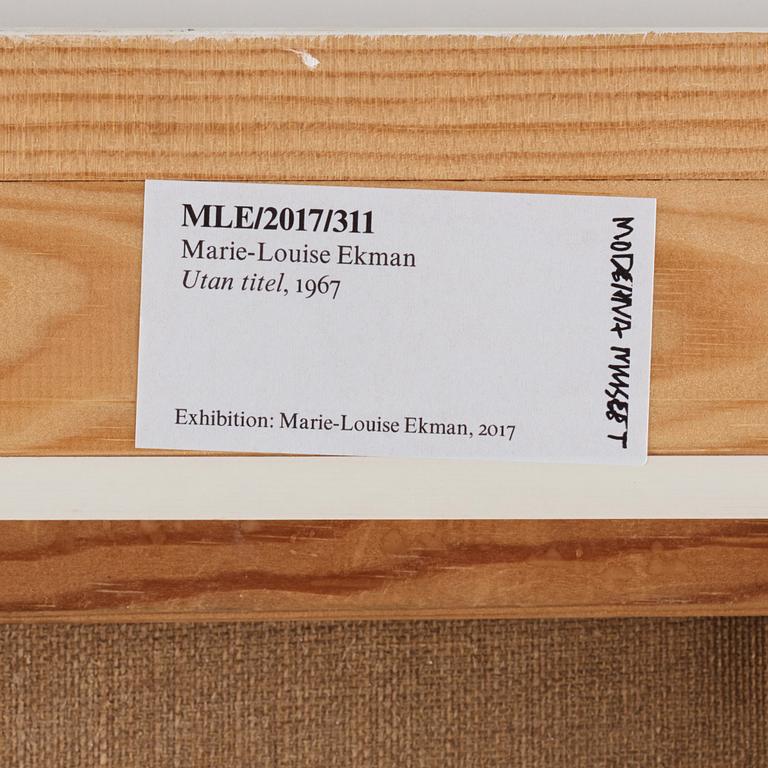 MLE/2017/311
Marie-Louise Ekman
Utan titel, 1967
Exhibition: Marie-Louise Ekman, 2017
MODERNA MUSEET